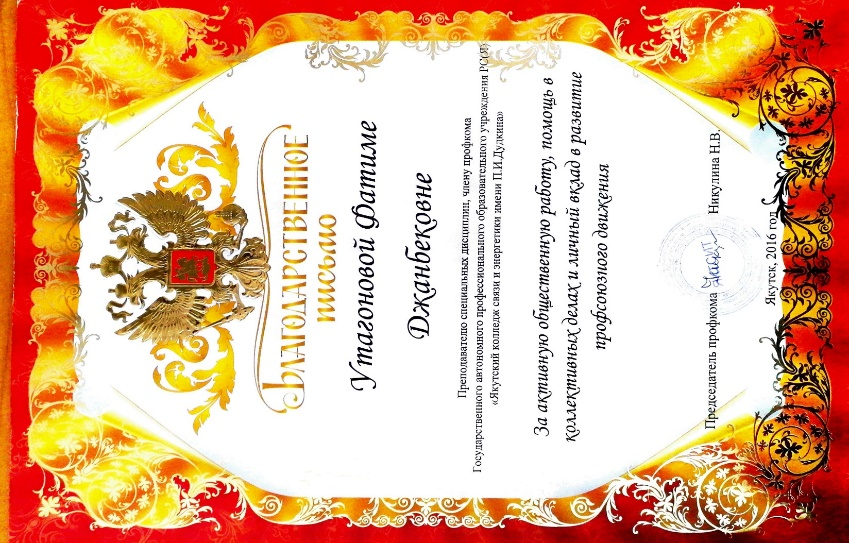 БЛАГОДАРСТВЕННОЕ
письмо
Утагоновой Фатиме
Джанбековне
Преподавателю специальных дисциплин, члену профкома
Государственного автономного профессионального образовательного учреждения РС(Я)
«Якутский колледж связи и энергетики имени П.И.Дудкина»
За активную общественную работу, помощь в
коллективных делах и личный вклад в развитие
профсоюзного движения
Председатель профкома Никулина Н.В.
Якутск, 2016 год